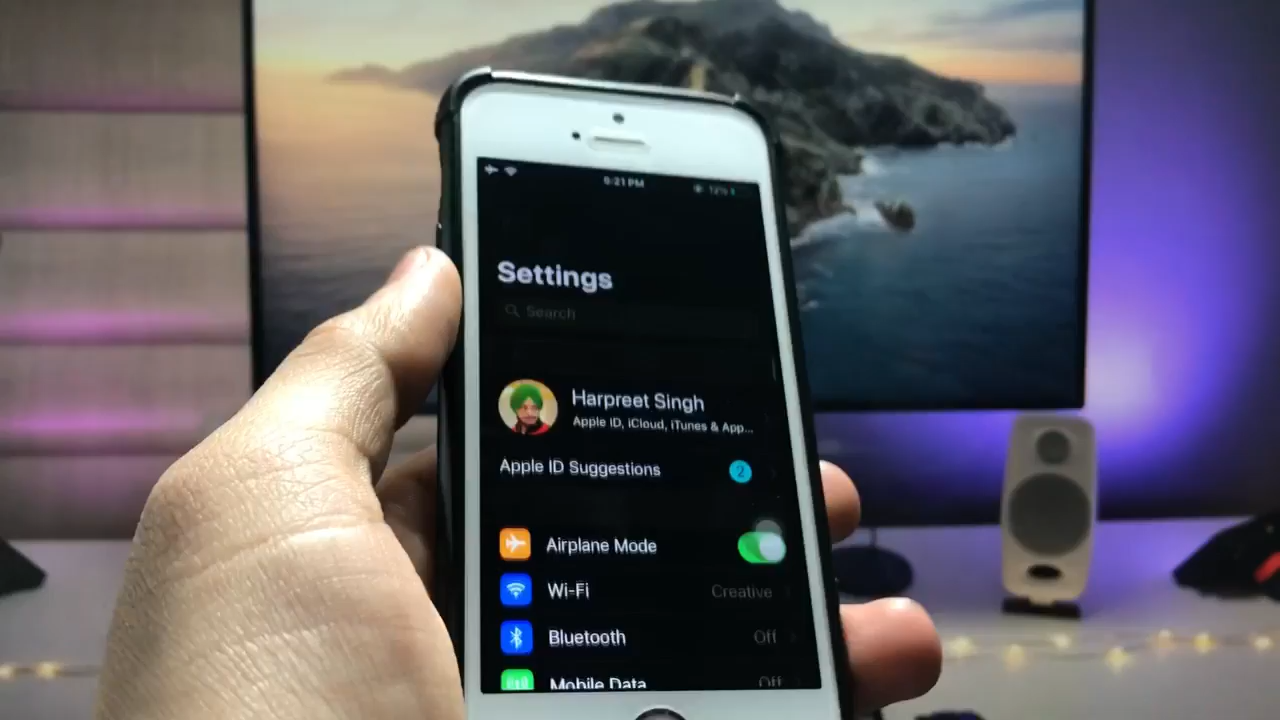 9:21 PM
Settings
Search
Harpreet Singh
Apple ID, iCloud, iTunes & App...
Apple ID Suggestions
2
Airplane Mode
Wi-Fi
Creative
Bluetooth
Off
Mobile Data
Off